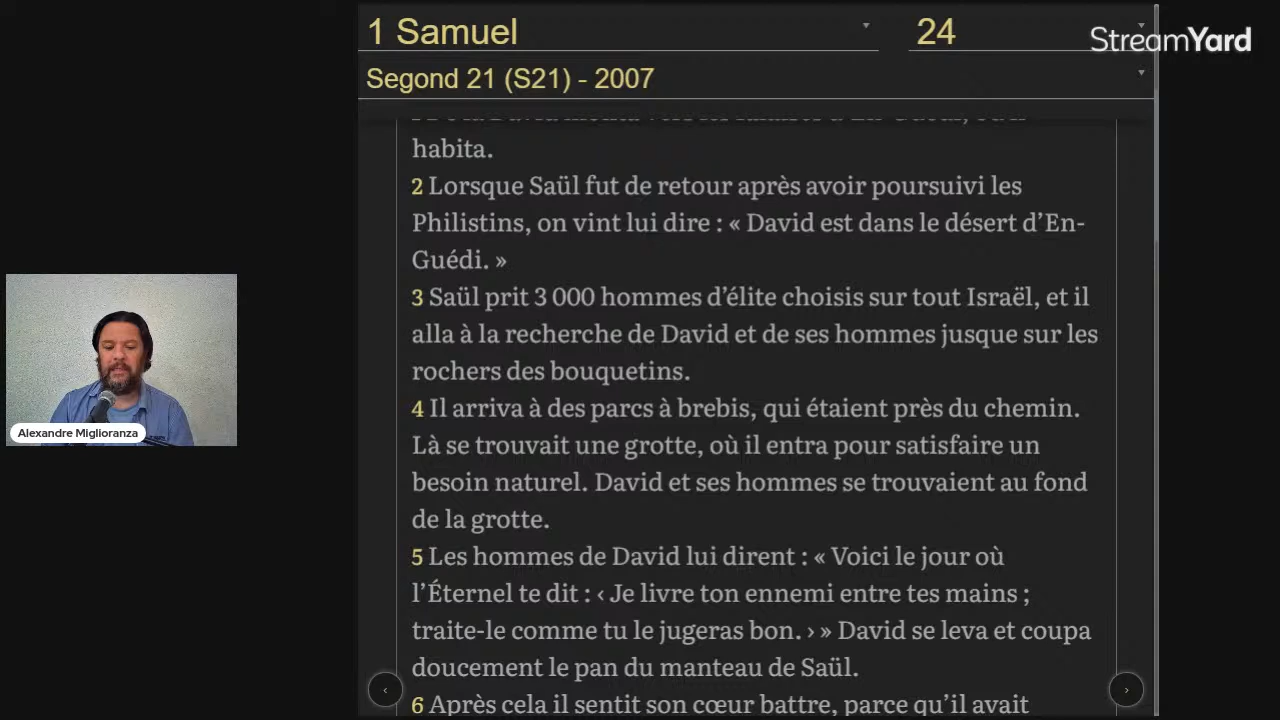 1 Samuel
24
StreamYard
Segond 21 (S21) - 2007
habita.
2 Lorsque Saül fut de retour après avoir poursuivi les
Philistins, on vint lui dire : « David est dans le désert d’En-
Guédi. »
3 Saül prit 3 000 hommes d’élite choisis sur tout Israël, et il
alla à la recherche de David et de ses hommes jusque sur les
rochers des bouquetins.
4 Il arriva à des parcs à brebis, qui étaient près du chemin.
Là se trouvait une grotte, où il entra pour satisfaire un
besoin naturel. David et ses hommes se trouvaient au fond
de la grotte.
5 Les hommes de David lui dirent : « Voici le jour où
l’Éternel te dit : ‹ Je livre ton ennemi entre tes mains ;
traite-le comme tu le jugeras bon. › » David se leva et coupa
doucement le pan du manteau de Saül.
6 Après cela il sentit son cœur battre, parce qu’il avait
Alexandre Miglioranza